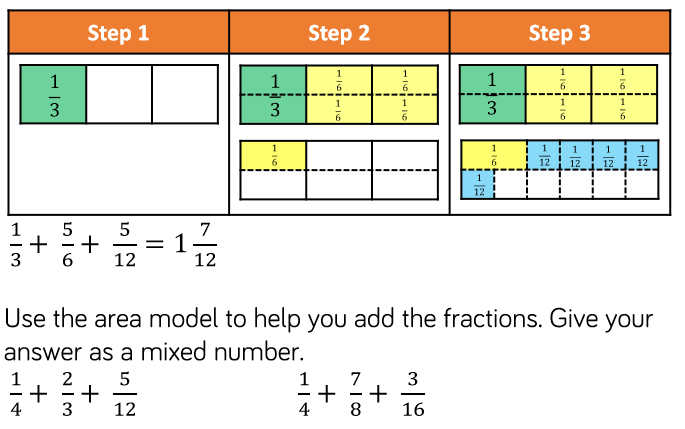 Step 1 Step 2 Step 3
1/3 1/3 1/6 1/6 1/3 1/6 1/6
1/6 1/6 1/6 1/6
1/6 1/6 1/12 1/12 1/12 1/12
1/12
1/3 + 5/6 + 5/12 = 1 7/12
Use the area model to help you add the fractions. Give your
answer as a mixed number.
1/4 + 2/3 + 5/12 1/4 + 7/8 + 3/16